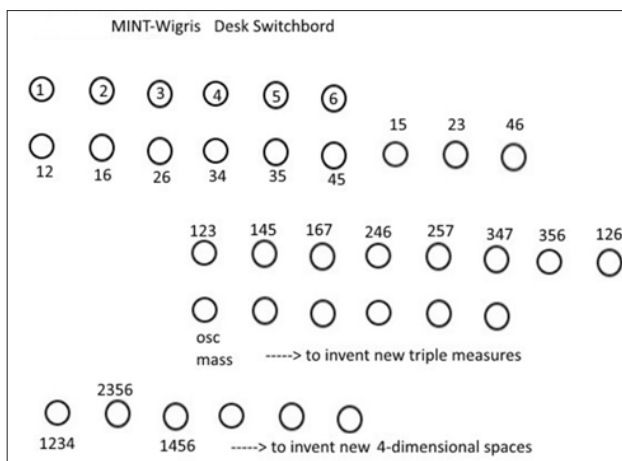 MINT-Wigris Desk Switchbord
1 2 3 4 5 6
15 23 46
12 16 26 34 35 45
123 145 167 246 257 347 356 126
osc
mass -----> to invent new triple measures
2356
1234 1456 -----> to invent new 4-dimensional spaces